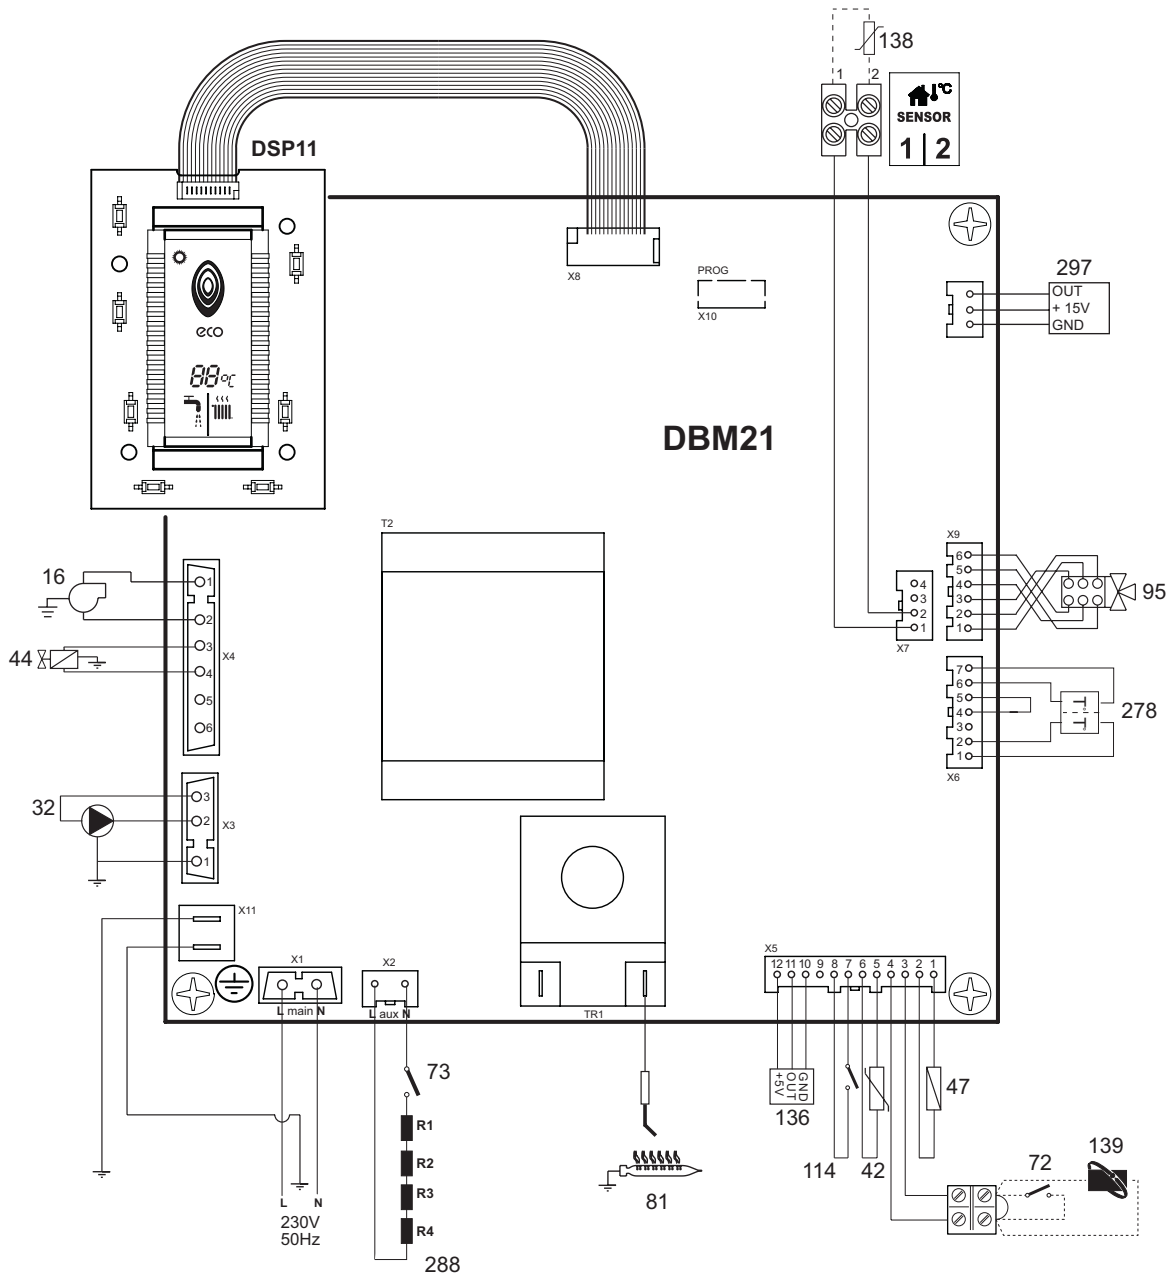 138
1 2
°C
SENSOR
1 | 2
DSP11
X8
PROG
X10
297
OUT
+ 15V
GND
eco
88°C
DBM21
T2
X9
6
5
4
3
2
1
95
16
1
2
3
4
5
6
X4
44
4
3
2
1
X7
7
6
5
4
3
2
1
X6
278
32
3
2
1
X3
X11
X1
L main N
X2
L aux N
TR1
X5
12 11 10 9 8 7 6 5 4 3 2 1
73
R1
R2
R3
R4
288
L N
230V
50Hz
81
+5V
OUT
GND
136
114
42
47
72
139